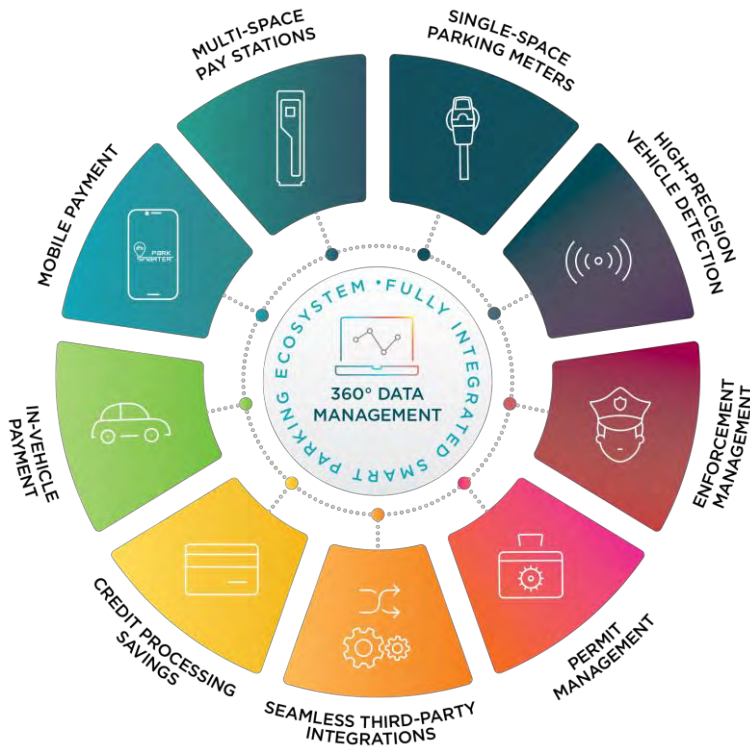 MULTI-SPACE
PAY STATIONS
SINGLE-SPACE
PARKING METERS
HIGH-PRECISION
VEHICLE DETECTION
ENFORCEMENT
MANAGEMENT
PERMIT
MANAGEMENT
SEAMLESS THIRD-PARTY
INTEGRATIONS
CREDIT PROCESSING
SAVINGS
IN-VEHICLE
PAYMENT
MOBILE PAYMENT
PARK
SMARTER™
FULLY INTEGRATED SMART PARKING ECOSYSTEM •
360° DATA
MANAGEMENT